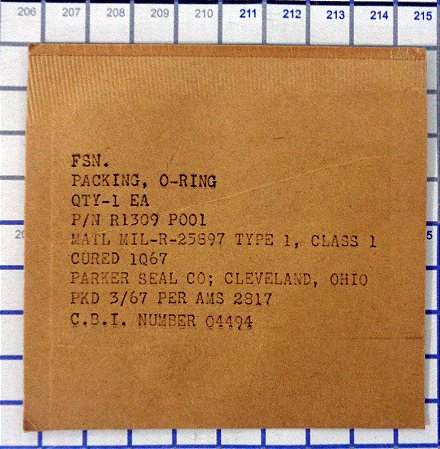 206 207 208 209 210 211 212 213 214 215
FSN.
PACKING, O-RING
QTY-1 EA
P/N R1309 P001
MATL MIL-R-25897 TYPE 1, CLASS 1
CURED 1Q67
PARKER SEAL CO; CLEVELAND, OHIO
PKD 3/67 PER AMS 2817
C.B.I. NUMBER 04494